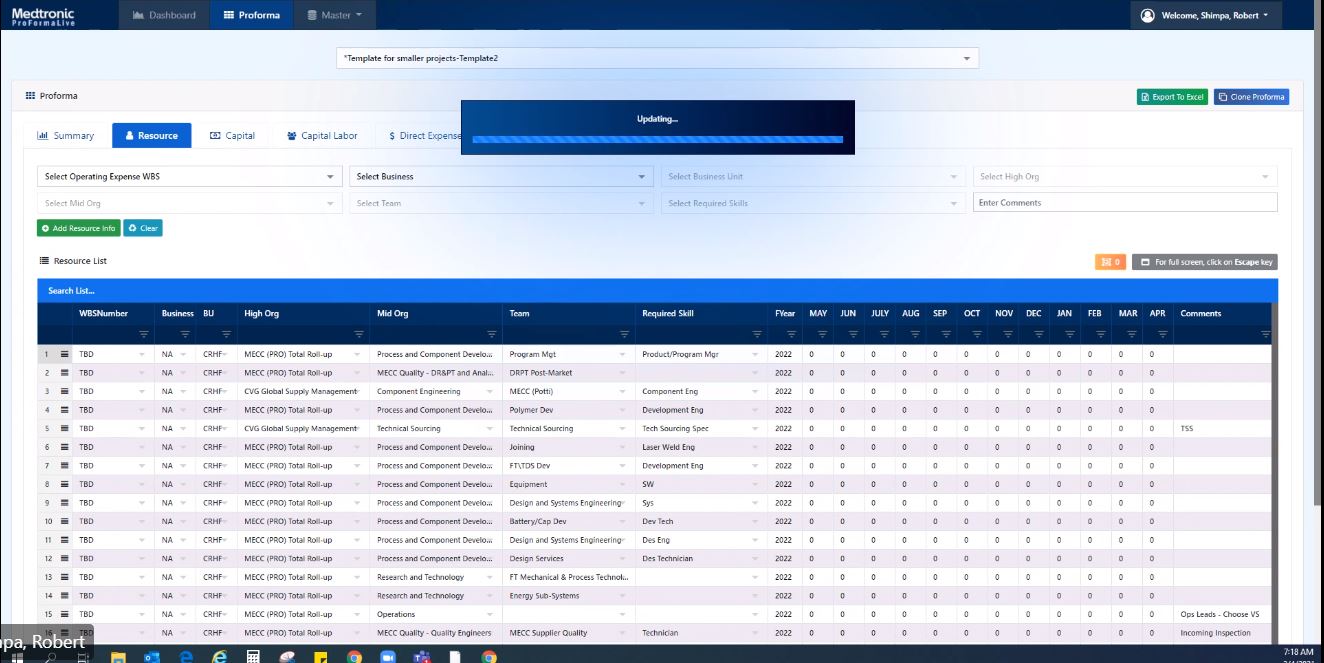 Medtronic
ProFormaLive
Dashboard Proforma Master Welcome, Shimpa, Robert
*Template for smaller projects-Template2
Proforma Export To Excel Clone Proforma
Updating...
Summary Resource Capital Capital Labor $ Direct Expense
Select Operating Expense WBS Select Business Select Business Unit Select High Org
Select Mid Org Select Team Select Required Skills Enter Comments
Add Resource Info Clear
Resource List 0 For full screen, click on Escape key
Search List...
WBSNumber Business BU High Org Mid Org Team Required Skill FYear MAY JUN JULY AUG SEP OCT NOV DEC JAN FEB MAR APR Comments
1 TBD NA CRHF MECC (PRO) Total Roll-up Process and Component Develo... Program Mgt Product/Program Mgr 2022 0 0 0 0 0 0 0 0 0 0 0 0
2 TBD NA CRHF MECC (PRO) Total Roll-up MECC Quality - DR&PT and Anal... DRPT Post-Market 2022 0 0 0 0 0 0 0 0 0 0 0 0
3 TBD NA CRHF CVG Global Supply Management Component Engineering MECC (Potti) Component Eng 2022 0 0 0 0 0 0 0 0 0 0 0 0
4 TBD NA CRHF MECC (PRO) Total Roll-up Process and Component Develo... Polymer Dev Development Eng 2022 0 0 0 0 0 0 0 0 0 0 0 0
5 TBD NA CRHF CVG Global Supply Management Technical Sourcing Technical Sourcing Tech Sourcing Spec 2022 0 0 0 0 0 0 0 0 0 0 0 0 TSS
6 TBD NA CRHF MECC (PRO) Total Roll-up Process and Component Develo... Joining Laser Weld Eng 2022 0 0 0 0 0 0 0 0 0 0 0 0
7 TBD NA CRHF MECC (PRO) Total Roll-up Process and Component Develo... FT\TDS Dev Development Eng 2022 0 0 0 0 0 0 0 0 0 0 0 0
8 TBD NA CRHF MECC (PRO) Total Roll-up Process and Component Develo... Equipment SW 2022 0 0 0 0 0 0 0 0 0 0 0 0
9 TBD NA CRHF MECC (PRO) Total Roll-up Process and Component Develo... Design and Systems Engineering Sys 2022 0 0 0 0 0 0 0 0 0 0 0 0
10 TBD NA CRHF MECC (PRO) Total Roll-up Process and Component Develo... Battery/Cap Dev Dev Tech 2022 0 0 0 0 0 0 0 0 0 0 0 0
11 TBD NA CRHF MECC (PRO) Total Roll-up Process and Component Develo... Design and Systems Engineering Des Eng 2022 0 0 0 0 0 0 0 0 0 0 0 0
12 TBD NA CRHF MECC (PRO) Total Roll-up Process and Component Develo... Design Services Des Technician 2022 0 0 0 0 0 0 0 0 0 0 0 0
13 TBD NA CRHF MECC (PRO) Total Roll-up Research and Technology FT Mechanical & Process Technol... 2022 0 0 0 0 0 0 0 0 0 0 0 0
14 TBD NA CRHF MECC (PRO) Total Roll-up Research and Technology Energy Sub-Systems 2022 0 0 0 0 0 0 0 0 0 0 0 0
15 TBD NA CRHF MECC (PRO) Total Roll-up Operations 2022 0 0 0 0 0 0 0 0 0 0 0 0 Ops Leads - Choose VS
16 TBD NA CRHF MECC (PRO) Total Roll-up MECC Quality - Quality Engineers MECC Supplier Quality Technician 2022 0 0 0 0 0 0 0 0 0 0 0 0 Incoming Inspection
mpa, Robert
7:18 AM